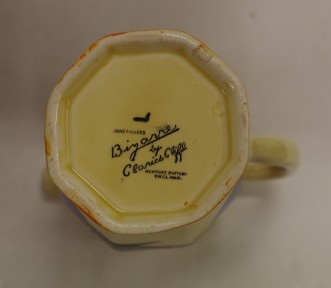 Bizarre
by
Clarice Cliff
NEWPORT POTTERY
ENGLAND.